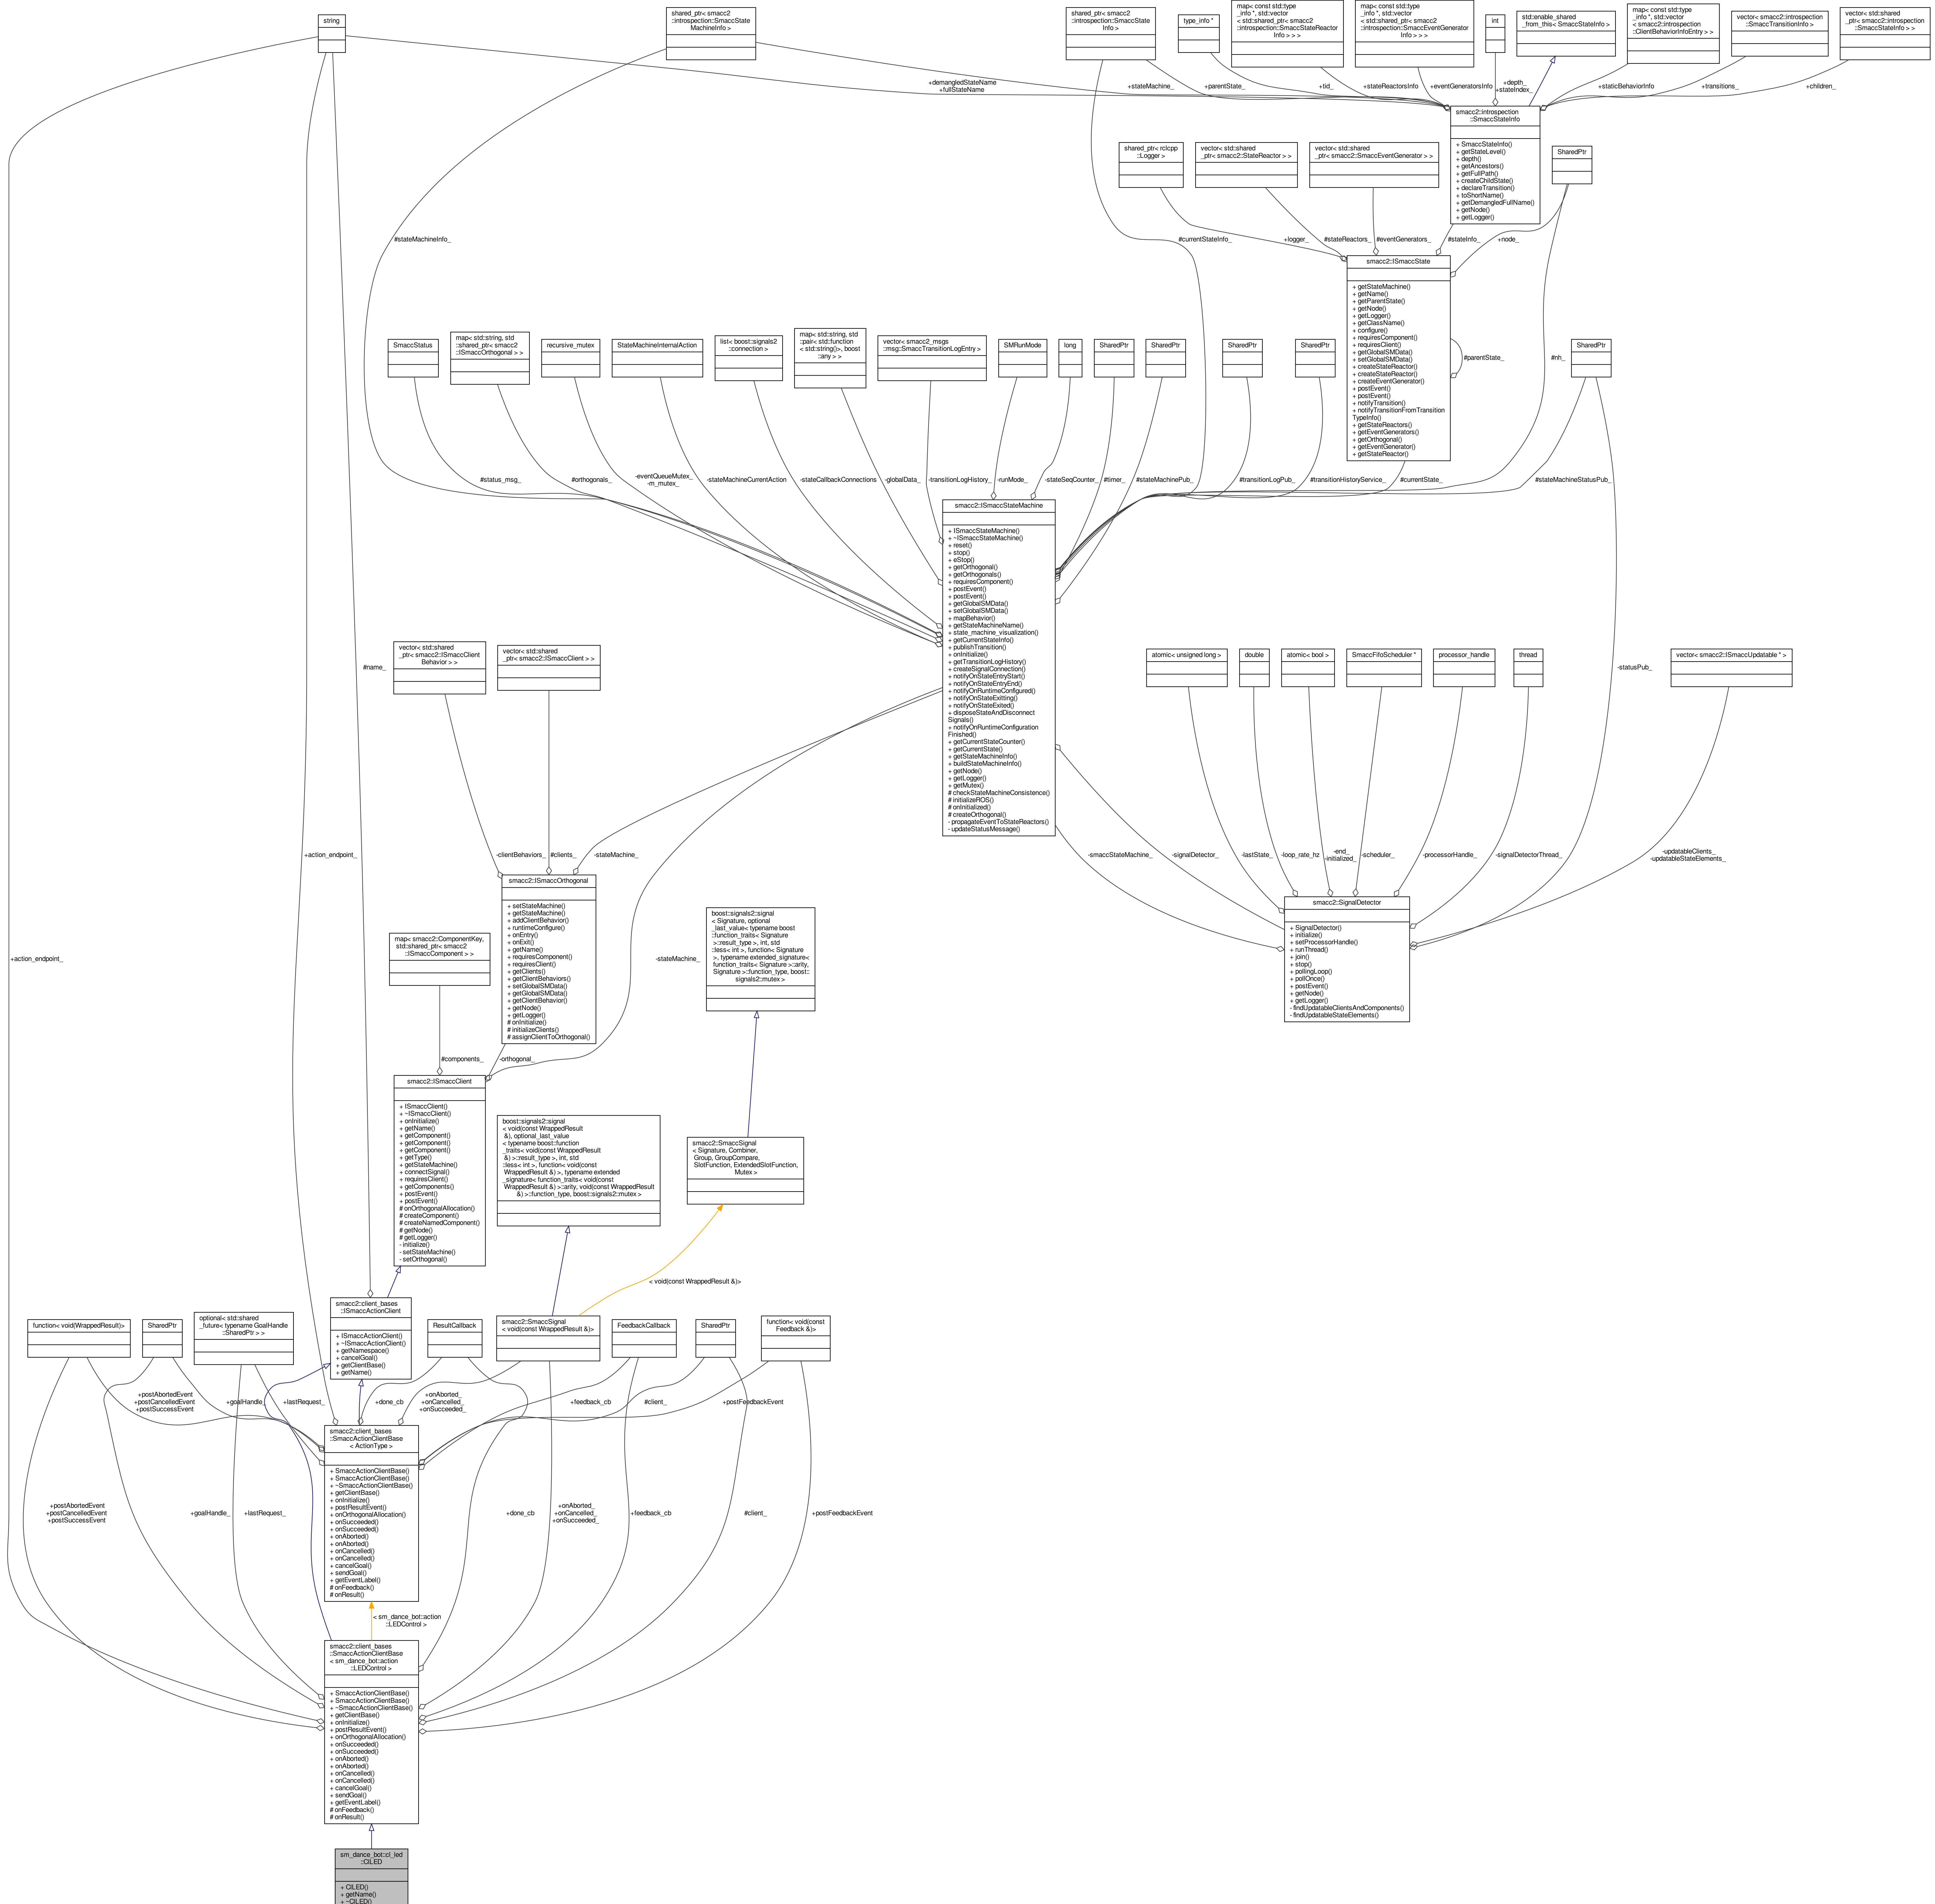 string
shared_ptr< smacc2
::introspection::SmaccState
MachineInfo >
shared_ptr< smacc2
::introspection::SmaccState
Info >
type_info *
map< const std::type
_info *, std::vector
< std::shared_ptr< smacc2
::introspection::SmaccStateReactor
Info > > >
map< const std::type
_info *, std::vector
< std::shared_ptr< smacc2
::introspection::SmaccEventGenerator
Info > > >
int
std::enable_shared
_from_this< SmaccStateInfo >
map< const std::type
_info *, std::vector
< smacc2::introspection
::ClientBehaviorInfoEntry > >
vector< smacc2::introspection
::SmaccTransitionInfo >
vector< std::shared
_ptr< smacc2::introspection
::SmaccStateInfo > >
+demangledStateName
+fullStateName
+stateMachine_
+parentState_
+tid_
+stateReactorsInfo
+eventGeneratorsInfo
+depth_
+stateIndex_
+staticBehaviorInfo
+transitions_
+children_
smacc2::introspection
::SmaccStateInfo
+ SmaccStateInfo()
+ getStateLevel()
+ depth()
+ getAncestors()
+ getFullPath()
+ createChildState()
+ declareTransition()
+ toShortName()
+ getDemangledFullName()
+ getNode()
+ getLogger()
shared_ptr< rclcpp
::Logger >
vector< std::shared
_ptr< smacc2::StateReactor > >
vector< std::shared
_ptr< smacc2::SmaccEventGenerator > >
SharedPtr
#stateMachineInfo_
#currentStateInfo_
+logger_
#stateReactors_
#eventGenerators_
#stateInfo_
+node_
smacc2::ISmaccState
+ getStateMachine()
+ getName()
+ getParentState()
+ getNode()
+ getLogger()
+ getClassName()
+ configure()
+ requiresComponent()
+ requiresClient()
+ getGlobalSMData()
+ setGlobalSMData()
+ createStateReactor()
+ createStateReactor()
+ createEventGenerator()
+ postEvent()
+ postEvent()
+ notifyTransition()
+ notifyTransitionFromTransition
TypeInfo()
+ getStateReactors()
+ getEventGenerators()
+ getOrthogonal()
+ getEventGenerator()
+ getStateReactor()
#parentState_
#nh_
SmaccStatus
map< std::string, std
::shared_ptr< smacc2
::ISmaccOrthogonal > >
recursive_mutex
StateMachineInternalAction
list< boost::signals2
::connection >
map< std::string, std
::pair< std::function
< std::string()>, boost
::any > >
vector< smacc2_msgs
::msg::SmaccTransitionLogEntry >
SMRunMode
long
SharedPtr
SharedPtr
SharedPtr
SharedPtr
SharedPtr
#status_msg_
#orthogonals_
-eventQueueMutex_
-m_mutex_
-stateMachineCurrentAction
-stateCallbackConnections
-globalData_
-transitionLogHistory_
-runMode_
-stateSeqCounter_
#timer_
#stateMachinePub_
#transitionLogPub_
#transitionHistoryService_
#currentState_
#stateMachineStatusPub_
smacc2::ISmaccStateMachine
+ ISmaccStateMachine()
+ ~ISmaccStateMachine()
+ reset()
+ stop()
+ eStop()
+ getOrthogonal()
+ getOrthogonals()
+ requiresComponent()
+ postEvent()
+ postEvent()
+ getGlobalSMData()
+ setGlobalSMData()
+ mapBehavior()
+ getStateMachineName()
+ state_machine_visualization()
+ getCurrentStateInfo()
+ publishTransition()
+ onInitialize()
+ getTransitionLogHistory()
+ createSignalConnection()
+ notifyOnStateEntryStart()
+ notifyOnStateEntryEnd()
+ notifyOnRuntimeConfigured()
+ notifyOnStateExitting()
+ notifyOnStateExited()
+ disposeStateAndDisconnect
Signals()
+ notifyOnRuntimeConfiguration
Finished()
+ getCurrentStateCounter()
+ getCurrentState()
+ getStateMachineInfo()
+ buildStateMachineInfo()
+ getNode()
+ getLogger()
+ getMutex()
# checkStateMachineConsistence()
# initializeROS()
# onInitialized()
# createOrthogonal()
- propagateEventToStateReactors()
- updateStatusMessage()
#name_
vector< std::shared
_ptr< smacc2::ISmaccClient
Behavior > >
vector< std::shared
_ptr< smacc2::ISmaccClient > >
atomic< unsigned long >
double
atomic< bool >
SmaccFifoScheduler *
processor_handle
thread
vector< smacc2::ISmaccUpdatable * >
-statusPub_
+action_endpoint_
-clientBehaviors_
#clients_
-stateMachine_
-smaccStateMachine_
-signalDetector_
-lastState_
-loop_rate_hz
-end_
-initialized_
-scheduler_
-processorHandle_
-signalDetectorThread_
-updatableClients_
-updatableStateElements_
smacc2::ISmaccOrthogonal
+ setStateMachine()
+ getStateMachine()
+ addClientBehavior()
+ runtimeConfigure()
+ onEntry()
+ onExit()
+ getName()
+ requiresComponent()
+ requiresClient()
+ getClients()
+ getClientBehaviors()
+ setGlobalSMData()
+ getGlobalSMData()
+ getClientBehavior()
+ getNode()
+ getLogger()
# onInitialize()
# initializeClients()
# assignClientToOrthogonal()
smacc2::SignalDetector
+ SignalDetector()
+ initialize()
+ setProcessorHandle()
+ runThread()
+ join()
+ stop()
+ pollingLoop()
+ pollOnce()
+ postEvent()
+ getNode()
+ getLogger()
- findUpdatableClientsAndComponents()
- findUpdatableStateElements()
boost::signals2::signal
< Signature, optional
_last_value< typename boost
::function_traits< Signature
>::result_type >, int, std
::less< int >, function< Signature
>, typename extended_signature<
function_traits< Signature >::arity,
Signature >::function_type, boost::
signals2::mutex >
map< smacc2::ComponentKey,
std::shared_ptr< smacc2
::ISmaccComponent > >
+action_endpoint_
-stateMachine_
#components_
-orthogonal_
smacc2::ISmaccClient
+ ISmaccClient()
+ ~ISmaccClient()
+ onInitialize()
+ getName()
+ getComponent()
+ getComponent()
+ getComponent()
+ getType()
+ getStateMachine()
+ connectSignal()
+ requiresClient()
+ getComponents()
+ postEvent()
+ postEvent()
# onOrthogonalAllocation()
# createComponent()
# createNamedComponent()
# getNode()
# getLogger()
- initialize()
- setStateMachine()
- setOrthogonal()
boost::signals2::signal
< void(const WrappedResult
&), optional_last_value
< typename boost::function
_traits< void(const WrappedResult
&) >::result_type >, int, std
::less< int >, function< void(const
WrappedResult &) >, typename extended
_signature< function_traits< void(const
WrappedResult &) >::arity, void(const WrappedResult
&) >::function_type, boost::signals2::mutex >
smacc2::SmaccSignal
< Signature, Combiner,
Group, GroupCompare,
SlotFunction, ExtendedSlotFunction,
Mutex >
< void(const WrappedResult &)>
smacc2::client_bases
::ISmaccActionClient
+ ISmaccActionClient()
+ ~ISmaccActionClient()
+ getNamespace()
+ cancelGoal()
+ getClientBase()
+ getName()
function< void(WrappedResult)>
SharedPtr
optional< std::shared
_future< typename GoalHandle
::SharedPtr > >
ResultCallback
smacc2::SmaccSignal
< void(const WrappedResult &)>
FeedbackCallback
SharedPtr
function< void(const
Feedback &)>
+postAbortedEvent
+postCancelledEvent
+postSuccessEvent
+goalHandle_
+lastRequest_
+done_cb
+onAborted_
+onCancelled_
+onSucceeded_
+feedback_cb
#client_
+postFeedbackEvent
smacc2::client_bases
::SmaccActionClientBase
< ActionType >
+ SmaccActionClientBase()
+ SmaccActionClientBase()
+ ~SmaccActionClientBase()
+ getClientBase()
+ onInitialize()
+ postResultEvent()
+ onOrthogonalAllocation()
+ onSucceeded()
+ onSucceeded()
+ onAborted()
+ onAborted()
+ onCancelled()
+ onCancelled()
+ cancelGoal()
+ sendGoal()
+ getEventLabel()
# onFeedback()
# onResult()
+postAbortedEvent
+postCancelledEvent
+postSuccessEvent
+goalHandle_
+lastRequest_
+done_cb
+onAborted_
+onCancelled_
+onSucceeded_
+feedback_cb
#client_
+postFeedbackEvent
< sm_dance_bot::action
::LEDControl >
smacc2::client_bases
::SmaccActionClientBase
< sm_dance_bot::action
::LEDControl >
+ SmaccActionClientBase()
+ SmaccActionClientBase()
+ ~SmaccActionClientBase()
+ getClientBase()
+ onInitialize()
+ postResultEvent()
+ onOrthogonalAllocation()
+ onSucceeded()
+ onSucceeded()
+ onAborted()
+ onAborted()
+ onCancelled()
+ onCancelled()
+ cancelGoal()
+ sendGoal()
+ getEventLabel()
# onFeedback()
# onResult()
sm_dance_bot::cl_led
::ClLED
+ ClLED()
+ getName()
+ ~ClLED()